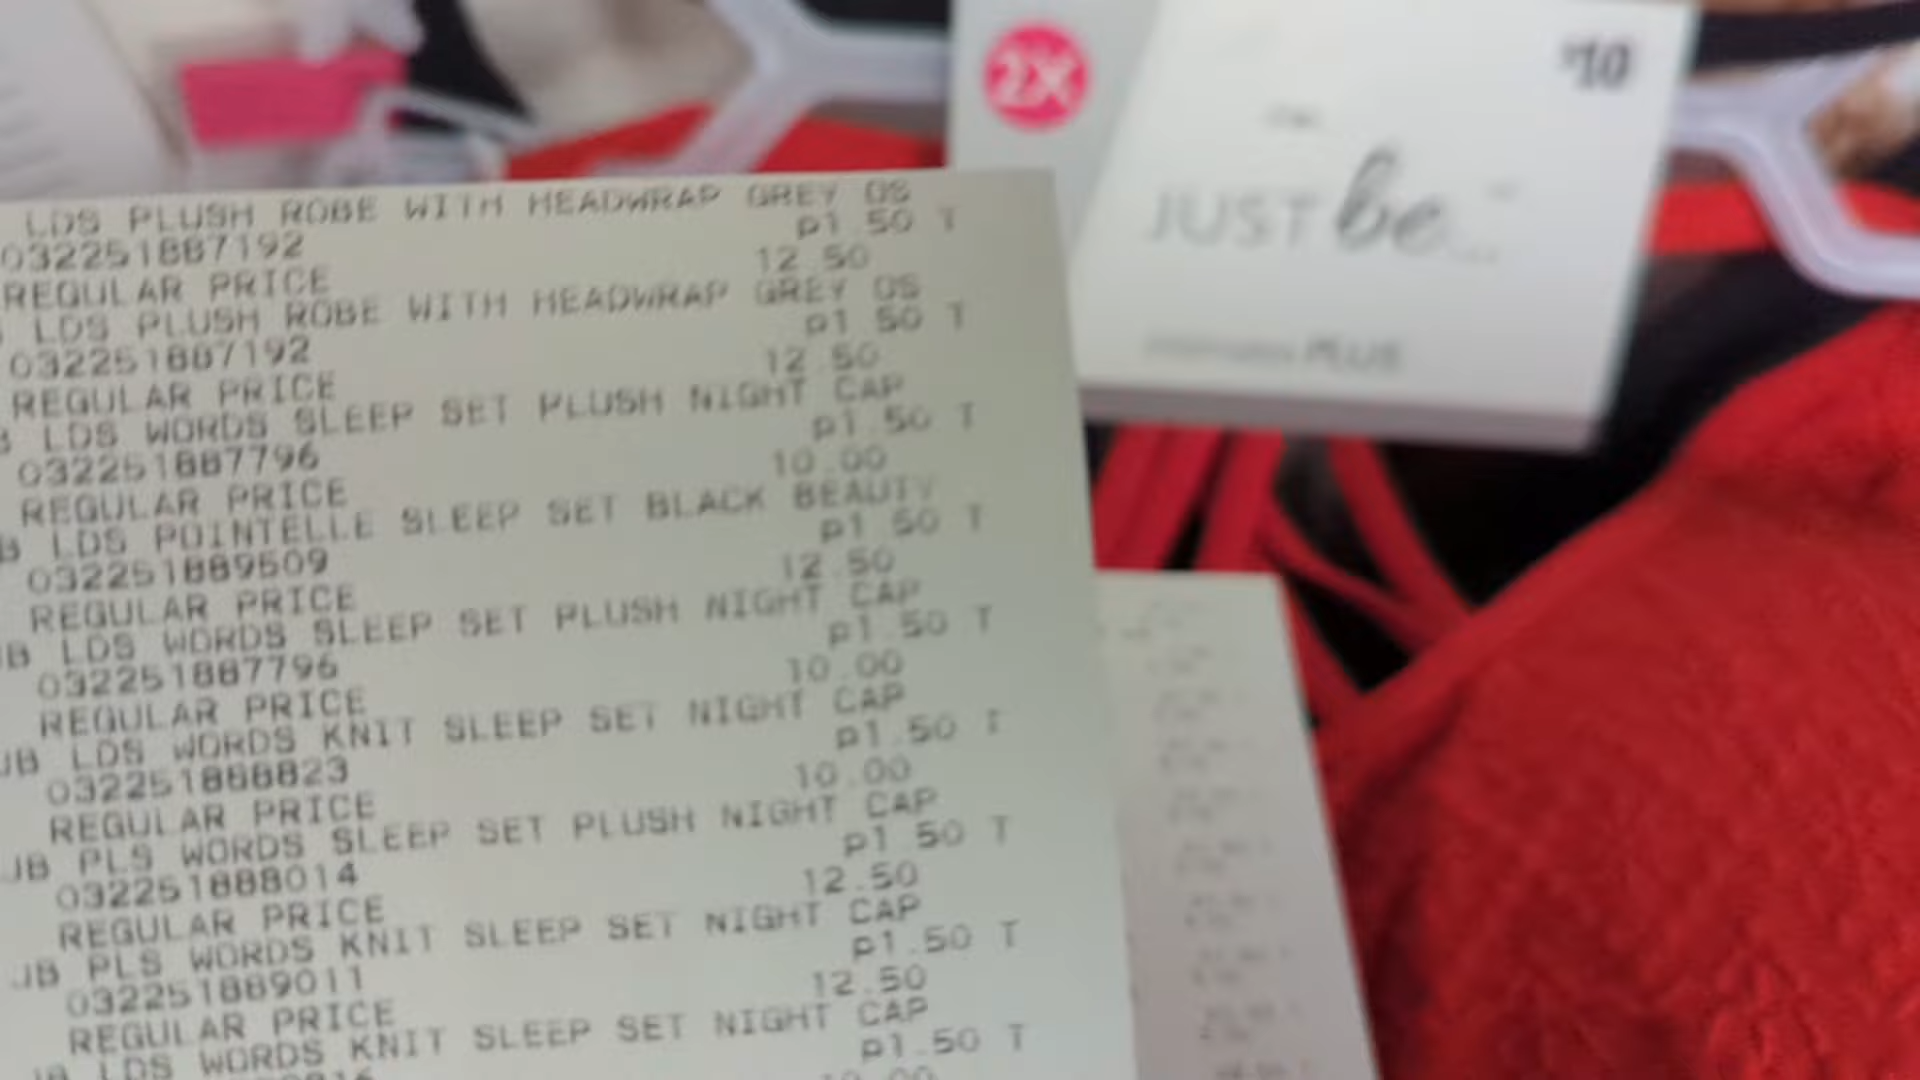 LDS PLUSH ROBE WITH HEADWRAP GREY OS
032251887192 p1.50 T
REGULAR PRICE 12.50
LDS PLUSH ROBE WITH HEADWRAP GREY OS
032251887192 p1.50 T
REGULAR PRICE 12.50
B LDS WORDS SLEEP SET PLUSH NIGHT CAP
032251887796 p1.50 T
REGULAR PRICE 10.00
B LDS POINTELLE SLEEP SET BLACK BEAUTY
032251889509 p1.50 T
REGULAR PRICE 12.50
JB LDS WORDS SLEEP SET PLUSH NIGHT CAP
032251887796 p1.50 T
REGULAR PRICE 10.00
JB LDS WORDS KNIT SLEEP SET NIGHT CAP
032251888823 p1.50 T
REGULAR PRICE 10.00
JB PLS WORDS SLEEP SET PLUSH NIGHT CAP
032251888014 p1.50 T
REGULAR PRICE 12.50
JB PLS WORDS KNIT SLEEP SET NIGHT CAP
032251889011 p1.50 T
REGULAR PRICE 12.50
JB LDS WORDS KNIT SLEEP SET NIGHT CAP
p1.50 T
2X
$10
JUST be...
PLUS